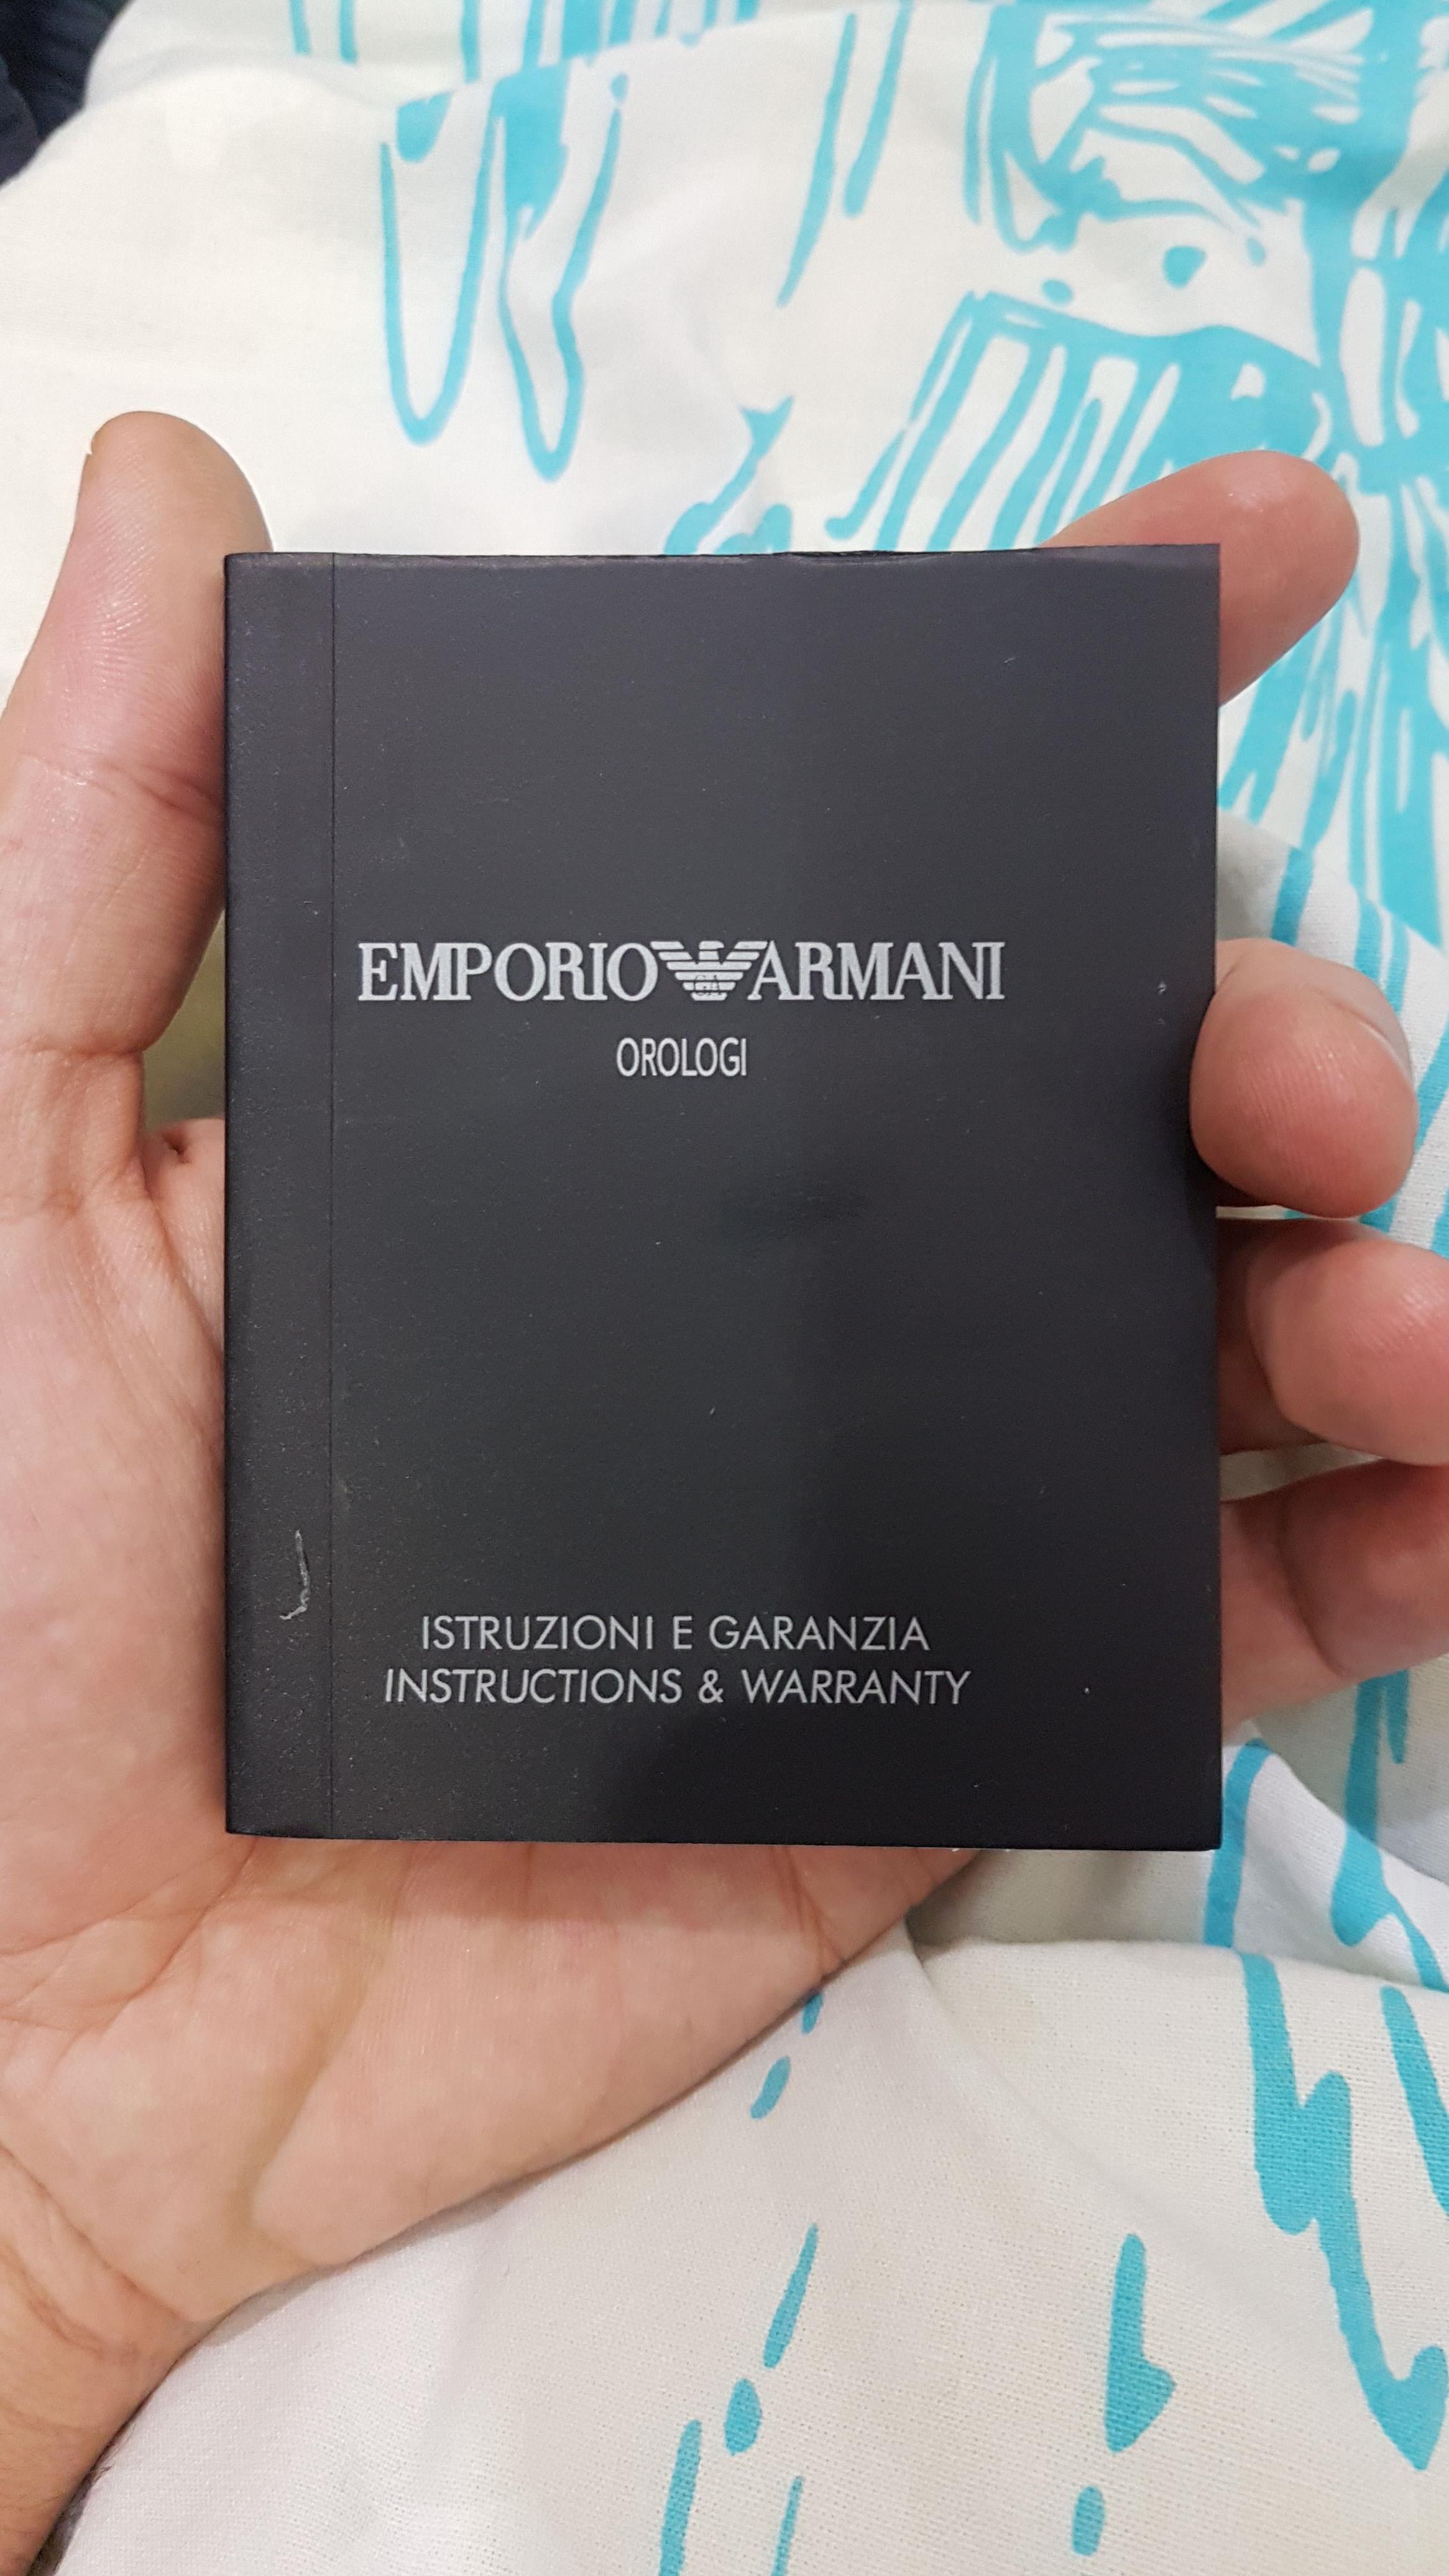 EMPORIO ARMANI
OROLOGI
ISTRUZIONI E GARANZIA
INSTRUCTIONS & WARRANTY